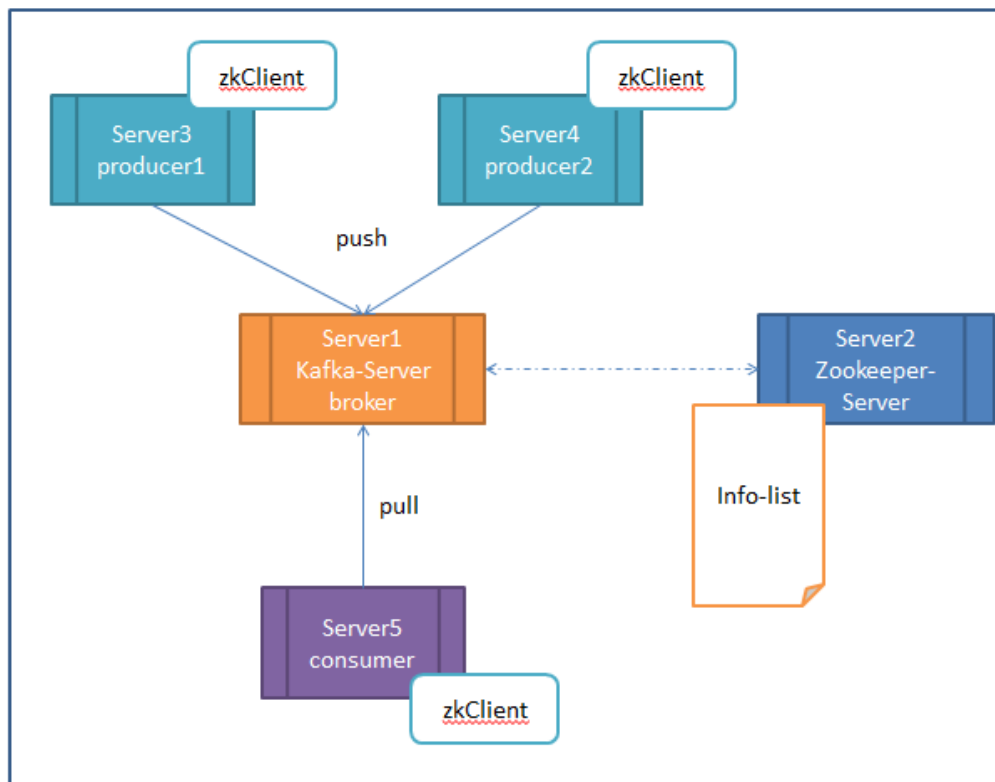 zkClient
zkClient
Server3
producer1
Server4
producer2
push
Server1
Kafka-Server
broker
Server2
Zookeeper-
Server
Info-list
pull
Server5
consumer
zkClient